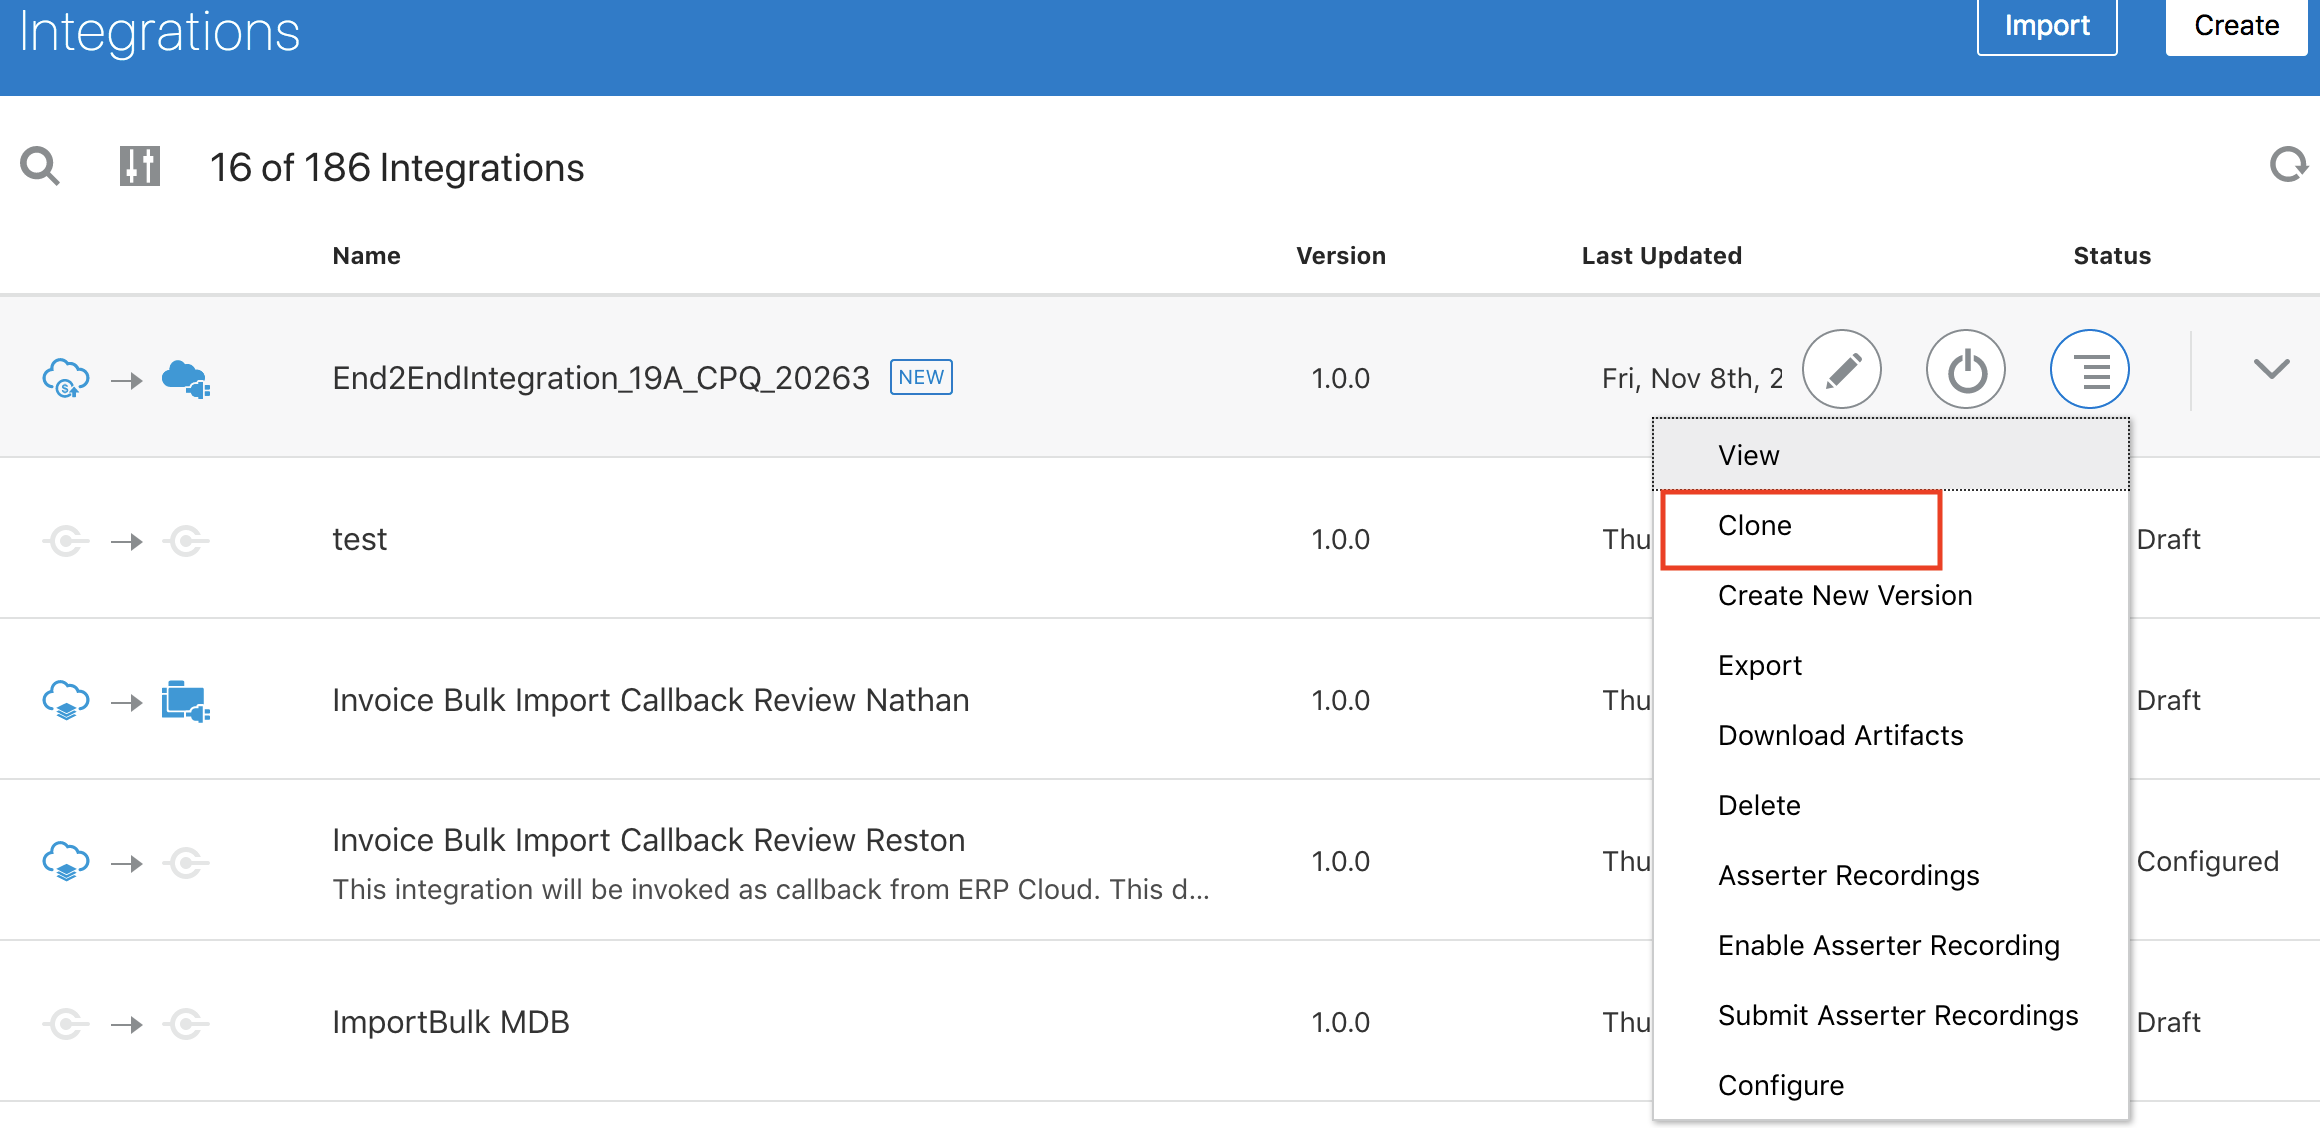 Integrations
Import
Create
16 of 186 Integrations
Name Version Last Updated Status
End2EndIntegration_19A_CPQ_20263 NEW 1.0.0 Fri, Nov 8th, 2
View
Clone
Create New Version
Export
Download Artifacts
Delete
Asserter Recordings
Enable Asserter Recording
Submit Asserter Recordings
Configure
test 1.0.0 Thu Draft
Invoice Bulk Import Callback Review Nathan 1.0.0 Thu Draft
Invoice Bulk Import Callback Review Reston 1.0.0 Thu Configured
This integration will be invoked as callback from ERP Cloud. This d...
ImportBulk MDB 1.0.0 Thu Draft